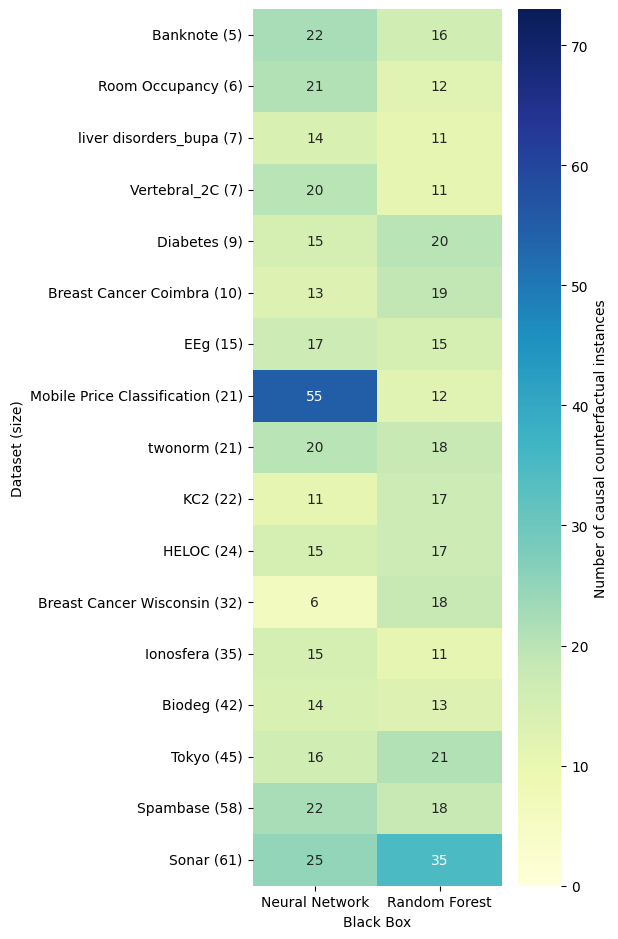 Banknote (5) 22 16
Room Occupancy (6) 21 12
liver disorders_bupa (7) 14 11
Vertebral_2C (7) 20 11
Diabetes (9) 15 20
Breast Cancer Coimbra (10) 13 19
EEg (15) 17 15
Mobile Price Classification (21) 55 12
twonorm (21) 20 18
KC2 (22) 11 17
HELOC (24) 15 17
Breast Cancer Wisconsin (32) 6 18
Ionosfera (35) 15 11
Biodeg (42) 14 13
Tokyo (45) 16 21
Spambase (58) 22 18
Sonar (61) 25 35
Neural Network Random Forest
Black Box
Dataset (size)
70
60
50
40
30
20
10
0
Number of causal counterfactual instances